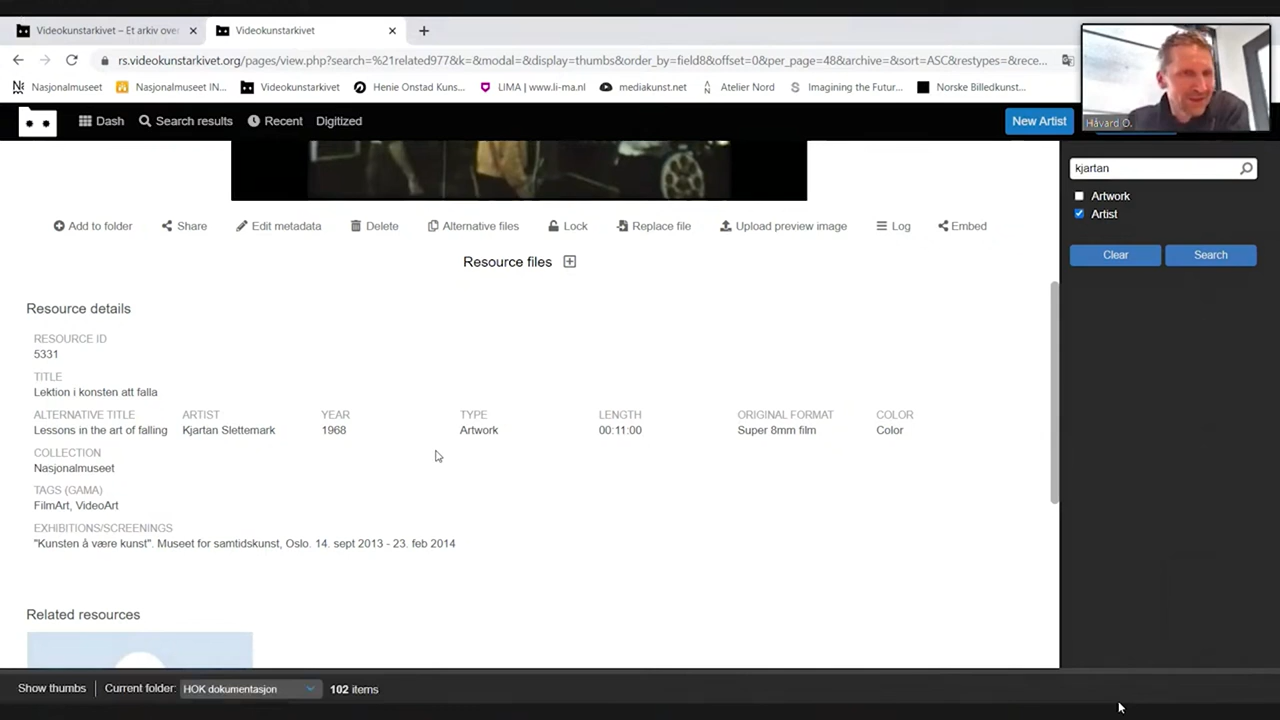 Videokunstarkivet – Et arkiv over
Videokunstarkivet
rs.videokunstarkivet.org/pages/view.php?search=%21related977&k=&modal=&display=thumbs&order_by=field8&offset=0&per_page=48&archive=&sort=ASC&restypes=&rece...
Nasjonalmuseet
Nasjonalmuseet IN...
Videokunstarkivet
Henie Onstad Kuns...
LIMA | www.li-ma.nl
mediakunst.net
Atelier Nord
Imagining the Futur...
Norske Billedkunst...
Håvard O.
Dash
Search results
Recent
Digitized
New Artist
kjartan
Artwork
Artist
Clear
Search
Add to folder
Share
Edit metadata
Delete
Alternative files
Lock
Replace file
Upload preview image
Log
Embed
Resource files
Resource details
RESOURCE ID
5331
TITLE
Lektion i konsten att falla
ALTERNATIVE TITLE ARTIST YEAR TYPE LENGTH ORIGINAL FORMAT COLOR
Lessons in the art of falling Kjartan Slettemark 1968 Artwork 00:11:00 Super 8mm film Color
COLLECTION
Nasjonalmuseet
TAGS (GAMA)
FilmArt, VideoArt
EXHIBITIONS/SCREENINGS
"Kunsten å være kunst". Museet for samtidskunst, Oslo. 14. sept 2013 - 23. feb 2014
Related resources
Show thumbs
Current folder: HOK dokumentasjon
102 items